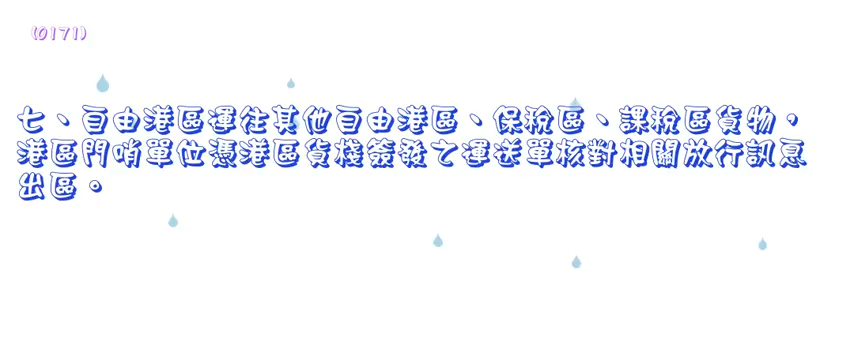 (0171)
七、自由港區運往其他自由港區、保稅區、課稅區貨物，
港區門哨單位憑港區貨棧簽發之運送單核對相關放行訊息
出區。